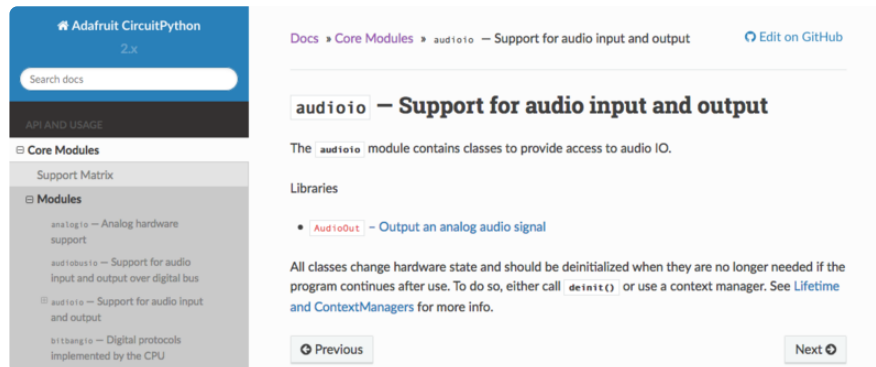 Adafruit CircuitPython
2.x
Search docs
API AND USAGE
Core Modules
Support Matrix
Modules
analogio — Analog hardware
support
audiobusio — Support for audio
input and output over digital bus
audioio — Support for audio input
and output
bitbangio — Digital protocols
implemented by the CPU
Docs » Core Modules » audioio — Support for audio input and output
Edit on GitHub
audioio — Support for audio input and output
The audioio module contains classes to provide access to audio IO.
Libraries
• AudioOut – Output an analog audio signal
All classes change hardware state and should be deinitialized when they are no longer needed if the
program continues after use. To do so, either call deinit() or use a context manager. See Lifetime
and ContextManagers for more info.
Previous
Next